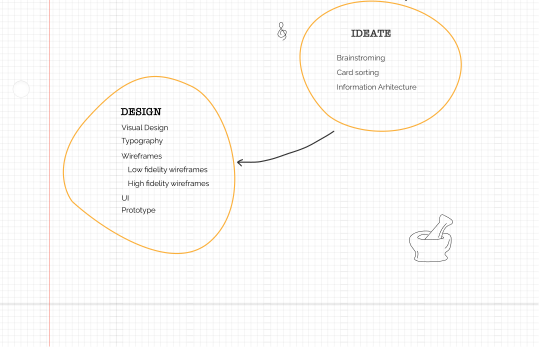 IDEATE
Brainstroming
Card sorting
Information Arhitecture
DESIGN
Visual Design
Typography
Wireframes
Low fidelity wireframes
High fidelity wireframes
UI
Prototype